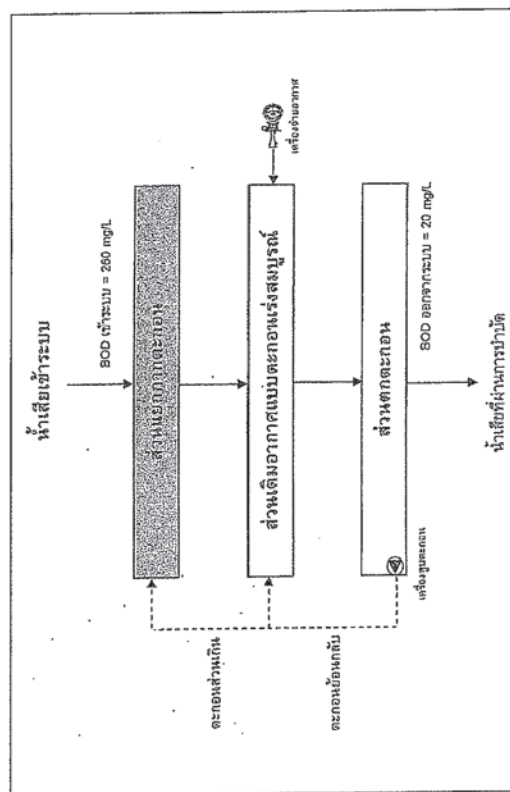 น้ำเสียเข้าระบบ
BOD เข้าระบบ = 260 mg/L
ส่วนแยกกากตะกอน
ส่วนเติมอากาศแบบตะกอนเร่งสมบูรณ์
เครื่องจ่ายอากาศ
ส่วนตกตะกอน
เครื่องสูบตะกอน
BOD ออกจากระบบ = 20 mg/L
น้ำเสียที่ผ่านการบำบัด
ตะกอนส่วนเกิน
ตะกอนย้อนกลับ